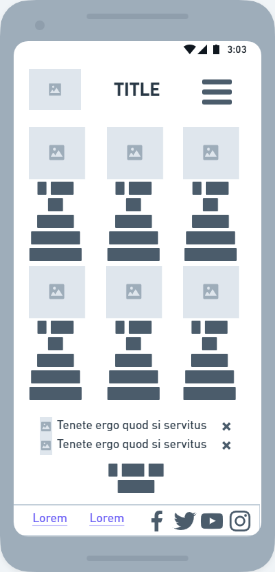 3:03
TITLE
Tenete ergo quod si servitus
Tenete ergo quod si servitus
Lorem Lorem